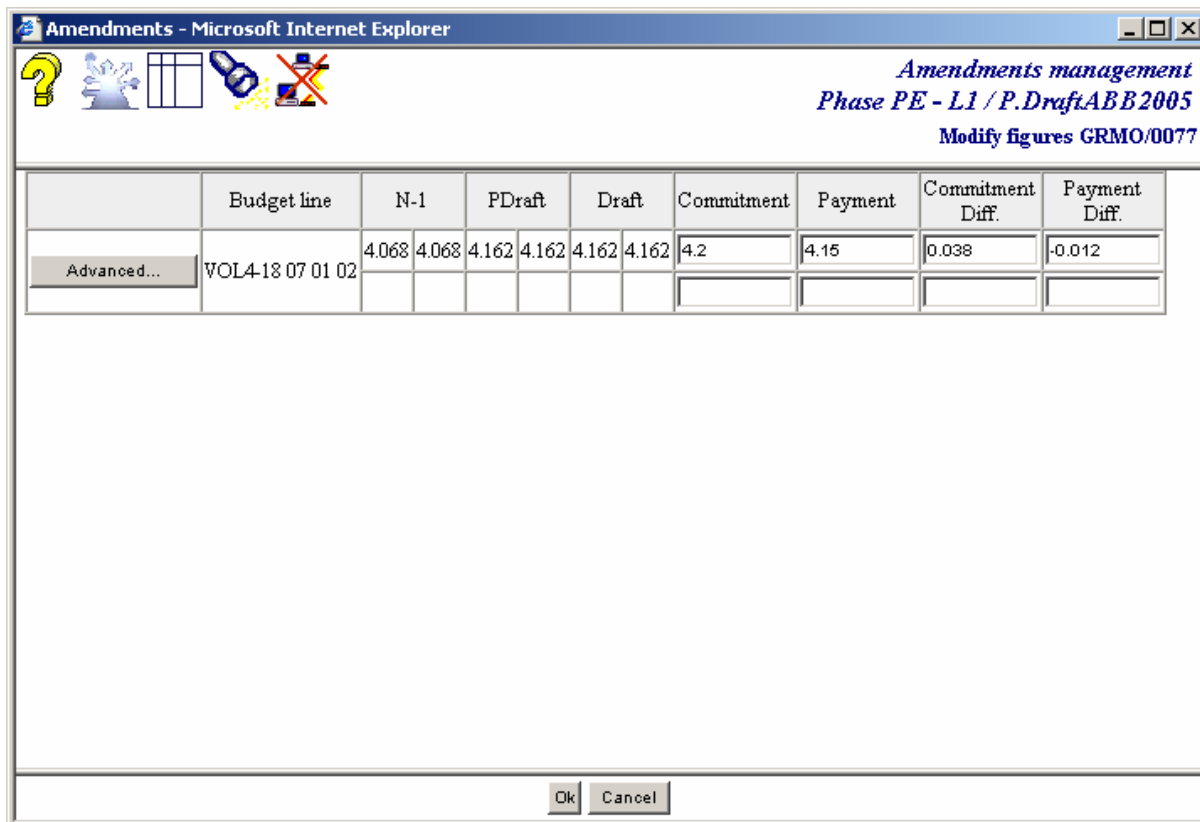 Amendments - Microsoft Internet Explorer
Amendments management
Phase PE - L1 / P.DraftABB2005
Modify figures GRMO/0077
Budget line N-1 PDraft Draft Commitment Payment Commitment Diff. Payment Diff.
Advanced... VOL4-18 07 01 02 4.068 4.068 4.162 4.162 4.162 4.162 4.2 4.15 0.038 -0.012
Ok Cancel